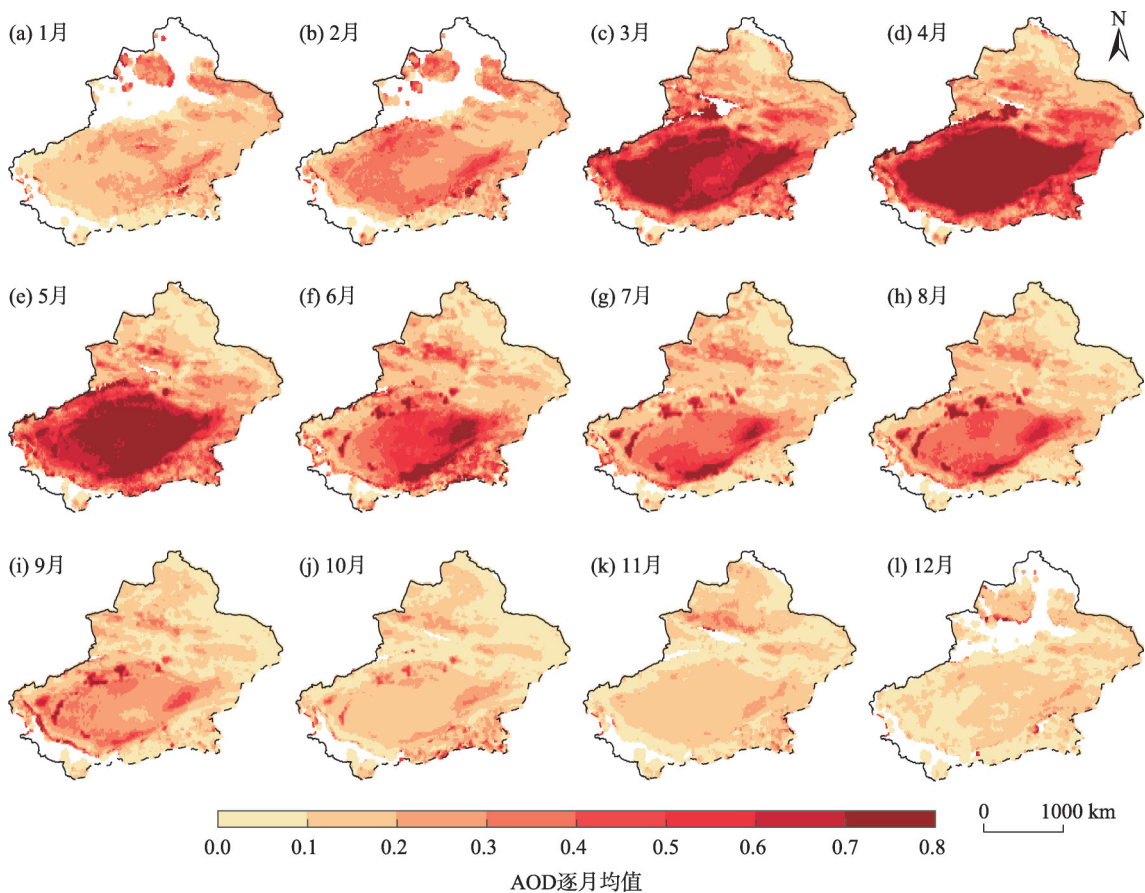 (a) 1月
(b) 2月
(c) 3月
(d) 4月
N
(e) 5月
(f) 6月
(g) 7月
(h) 8月
(i) 9月
(j) 10月
(k) 11月
(l) 12月
0 1000 km
0.0 0.1 0.2 0.3 0.4 0.5 0.6 0.7 0.8
AOD逐月均值